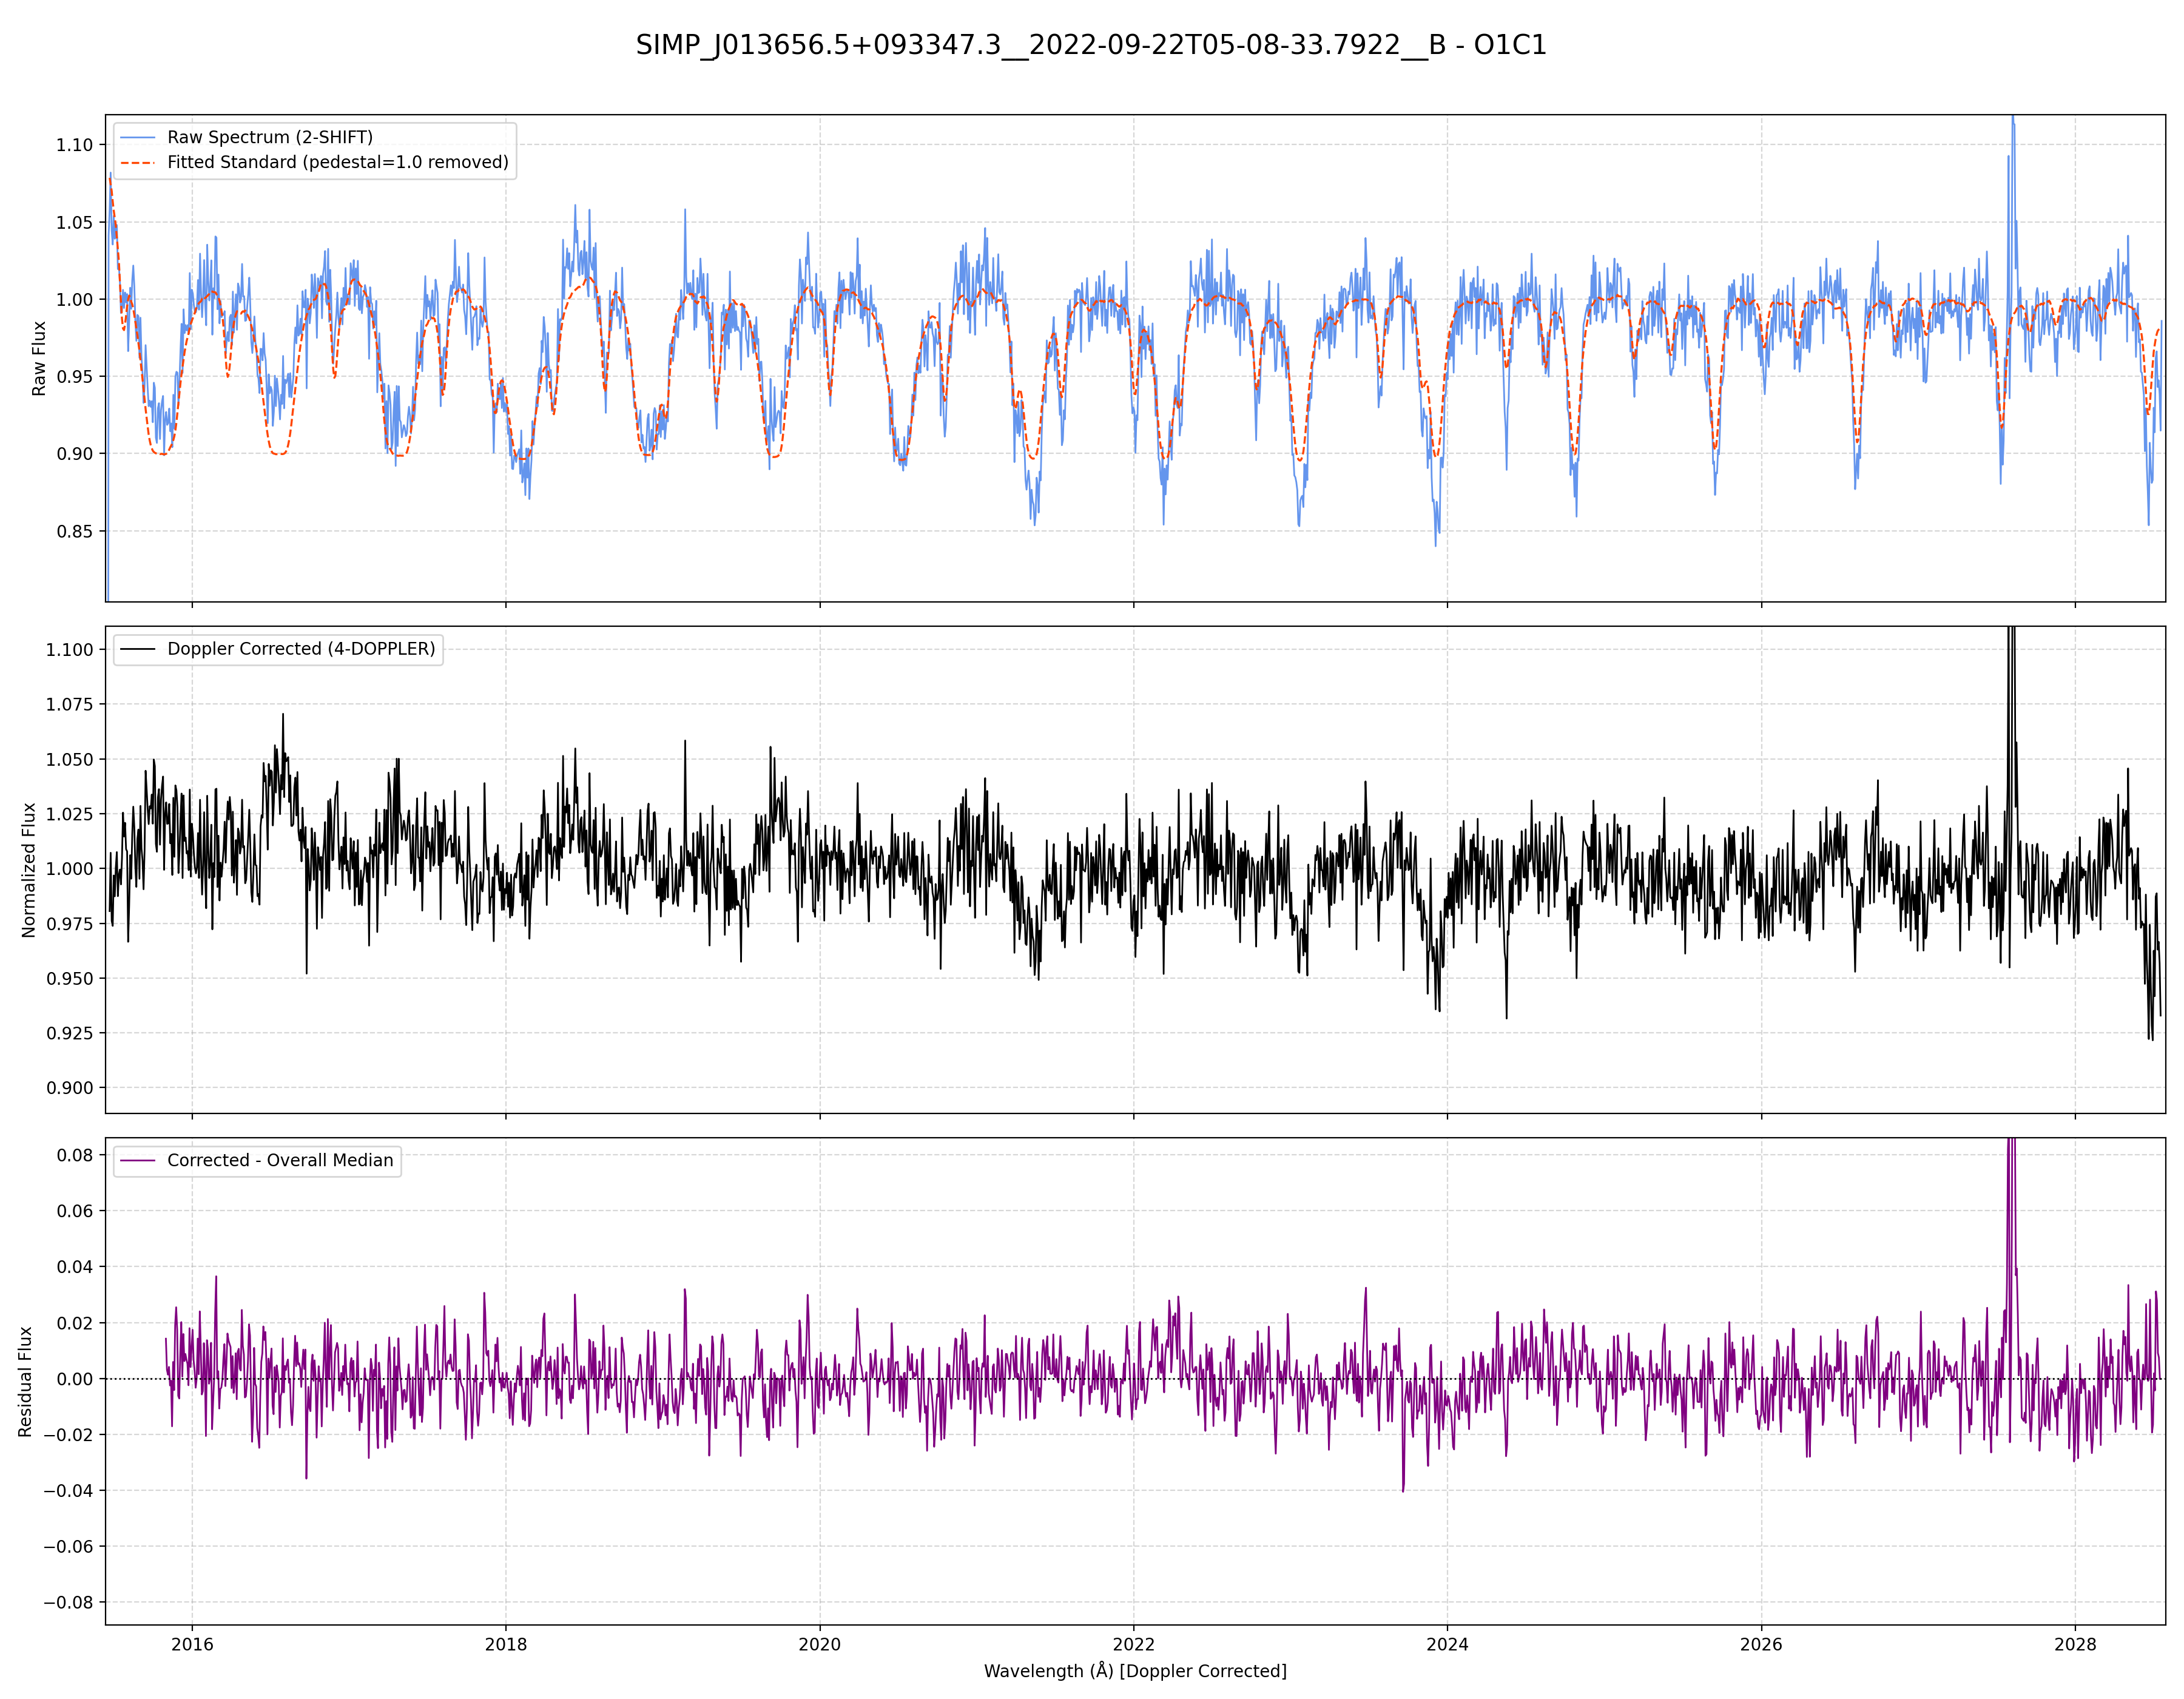 SIMP_J013656.5+093347.3__2022-09-22T05-08-33.7922__B - O1C1
Raw Spectrum (2-SHIFT)
Fitted Standard (pedestal=1.0 removed)
1.10
1.05
1.00
0.95
0.90
0.85
Raw Flux
Doppler Corrected (4-DOPPLER)
1.100
1.075
1.050
1.025
1.000
0.975
0.950
0.925
0.900
Normalized Flux
Corrected - Overall Median
0.08
0.06
0.04
0.02
0.00
−0.02
−0.04
−0.06
−0.08
Residual Flux
2016 2018 2020 2022 2024 2026 2028
Wavelength (Å) [Doppler Corrected]